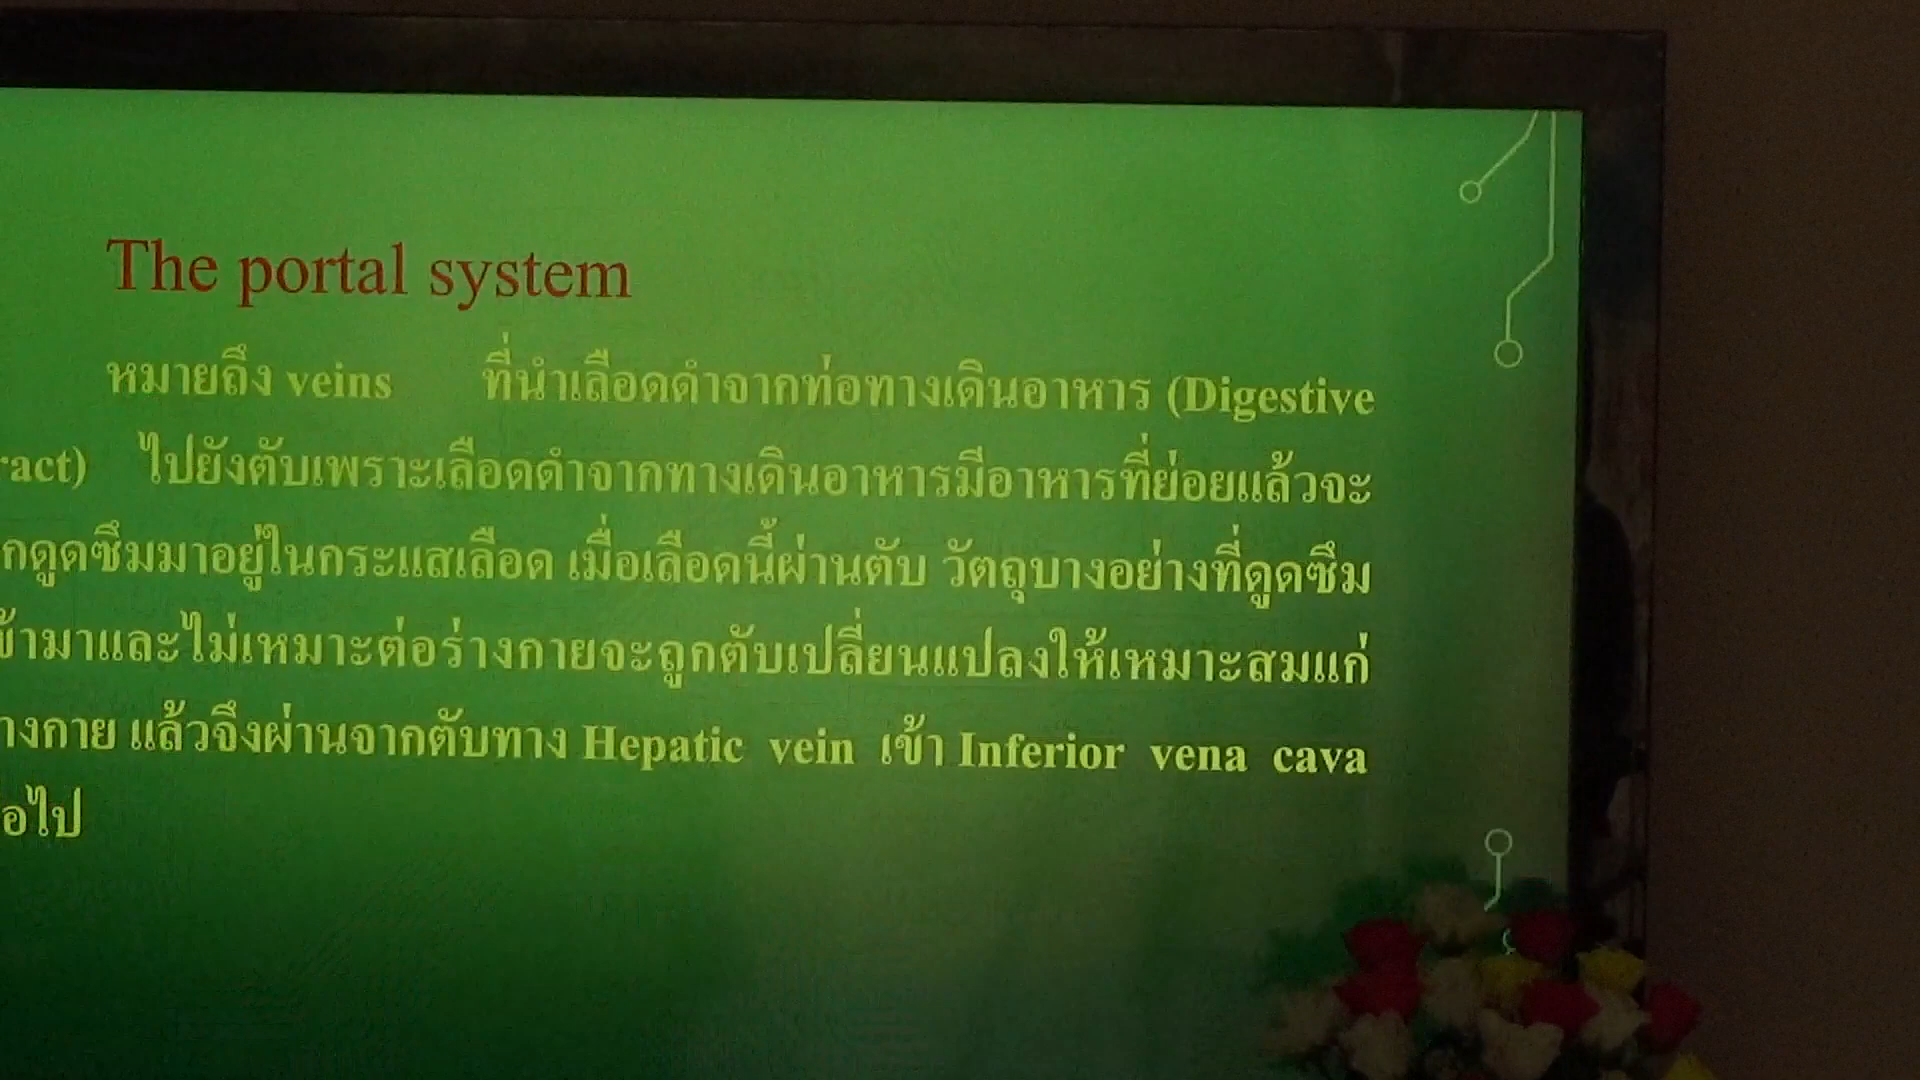 The portal system
หมายถึง veins ที่นำเลือดดำจากท่อทางเดินอาหาร (Digestive
ract) ไปยังตับเพราะเลือดดำจากทางเดินอาหารมีอาหารที่ย่อยแล้วจะ
กดูดซึมมาอยู่ในกระแสเลือด เมื่อเลือดนี้ผ่านตับ วัตถุบางอย่างที่ดูดซึม
ข้ามาและไม่เหมาะต่อร่างกายจะถูกตับเปลี่ยนแปลงให้เหมาะสมแก่
างกาย แล้วจึงผ่านจากตับทาง Hepatic vein เข้า Inferior vena cava
อไป